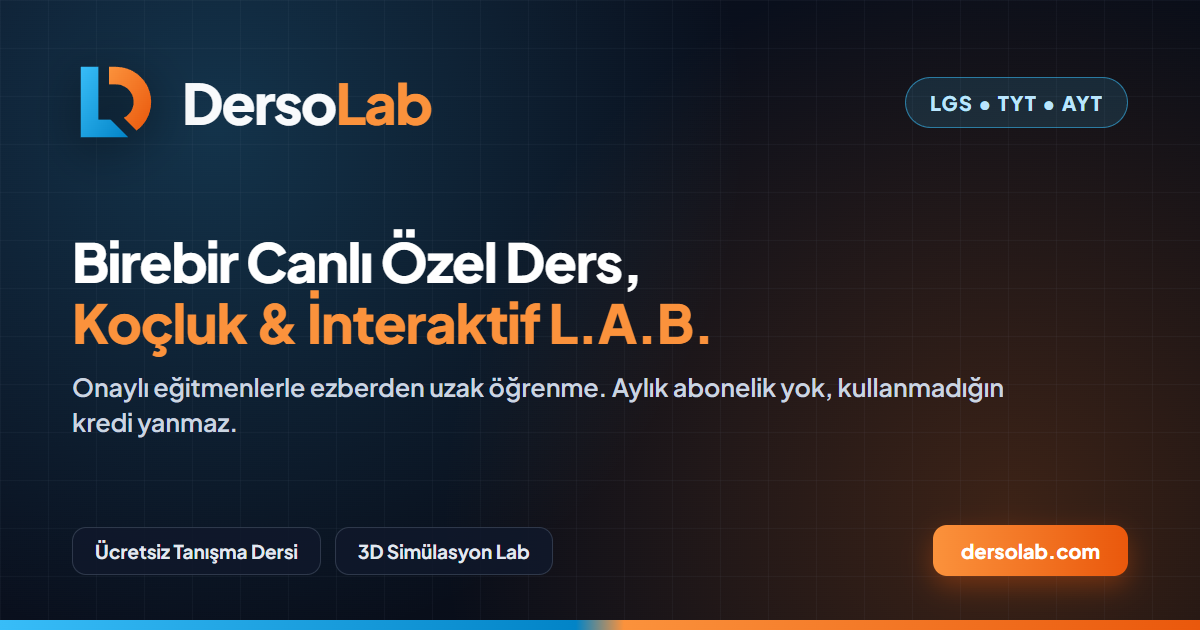 DersoLab
LGS • TYT • AYT
Birebir Canlı Özel Ders,
Koçluk & İnteraktif L.A.B.
Onaylı eğitmenlerle ezberden uzak öğrenme. Aylık abonelik yok, kullanmadığın
kredi yanmaz.
Ücretsiz Tanışma Dersi
3D Simülasyon Lab
dersolab.com